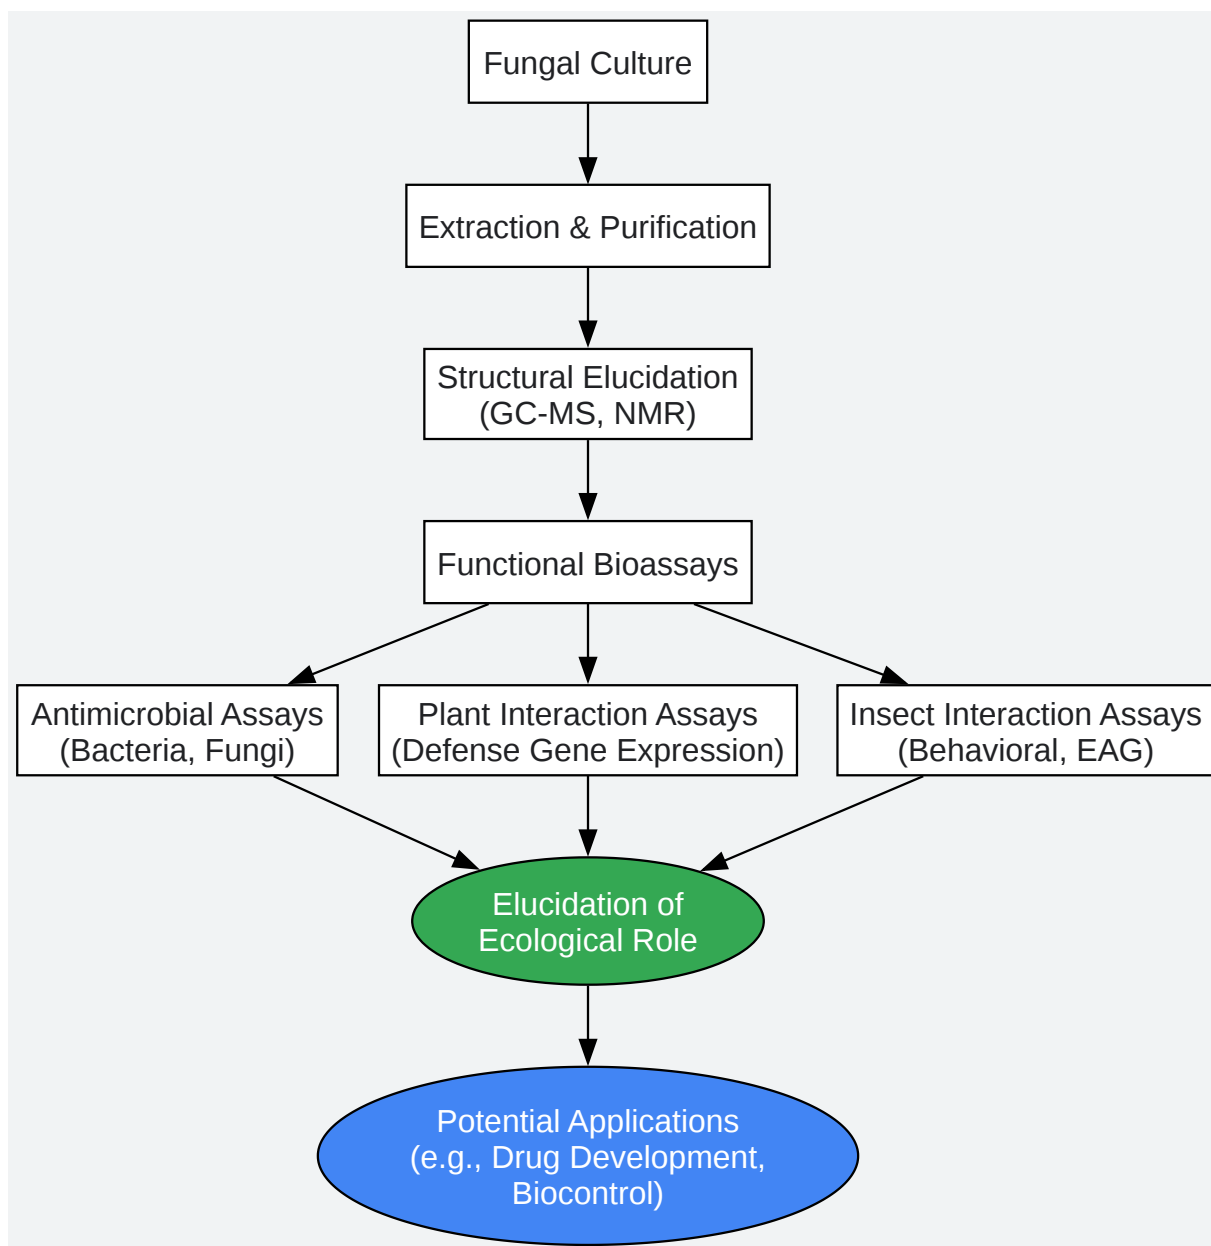 Fungal Culture
Extraction & Purification
Structural Elucidation
(GC-MS, NMR)
Functional Bioassays
Antimicrobial Assays
(Bacteria, Fungi)
Plant Interaction Assays
(Defense Gene Expression)
Insect Interaction Assays
(Behavioral, EAG)
Elucidation of
Ecological Role
Potential Applications
(e.g., Drug Development,
Biocontrol)